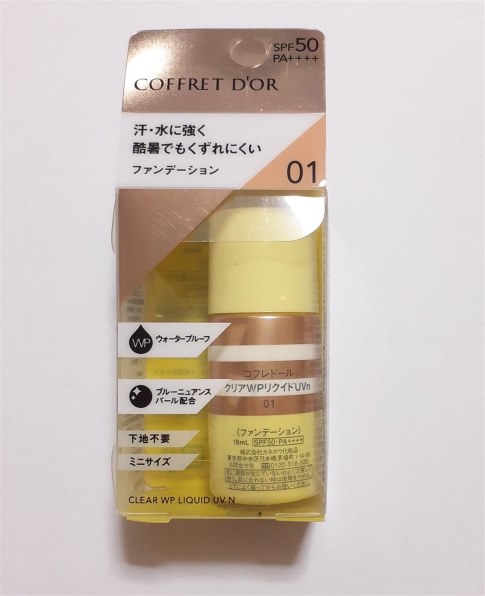 SPF50
PA++++
COFFRET D'OR
汗・水に強く
酷暑でもくずれにくい
ファンデーション
01
WP
ウォータープルーフ
ブルーニュアンス
パール配合
下地不要
ミニサイズ
CLEAR WP LIQUID UV N
コフレドール
クリアWPリクイドUVn
01
(ファンデーション)
18mL SPF50・PA++++
株式会社カネボウ化粧品